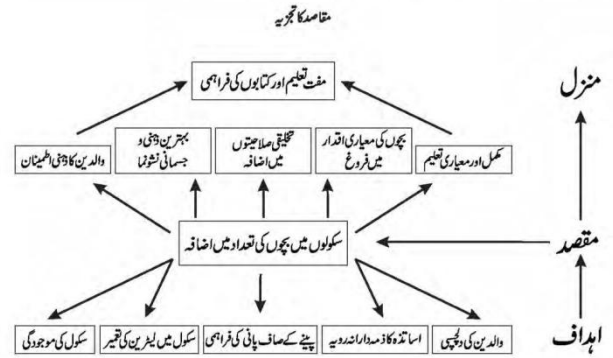 مقاصد کا تجزیہ
منزل
مفت تعلیم اور کتابوں کی فراہمی
مکمل اور معیاری تعلیم
بچوں کی معیاری اقدار
میں فروغ
تخلیقی صلاحیتوں
میں اضافہ
بہترین ذہنی و
جسمانی نشوونما
والدین کا ذہنی اطمینان
مقصد
سکولوں میں بچوں کی تعداد میں اضافہ
اہداف
والدین کی دلچسپی
اساتذہ کا ذمہ دارانہ رویہ
پینے کے صاف پانی کی فراہمی
سکول میں لیٹرین کی تعمیر
سکول کی موجودگی